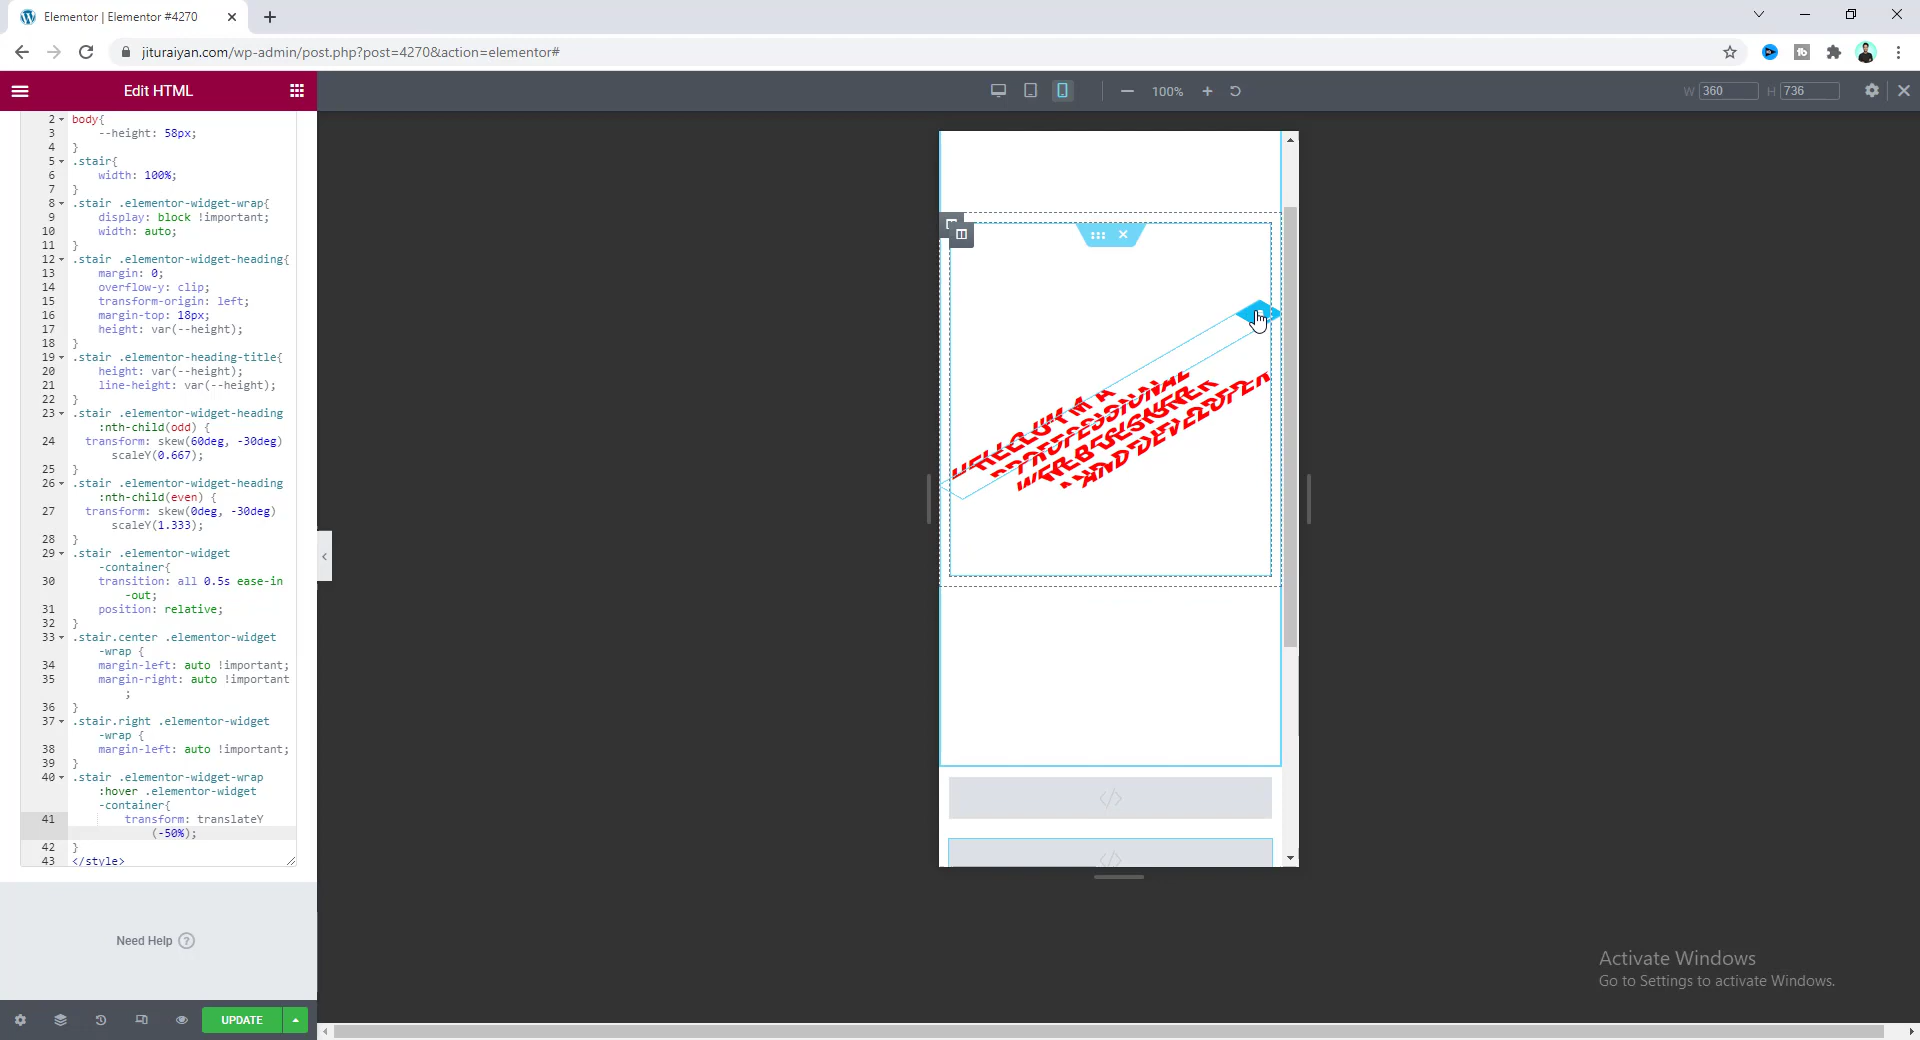 Elementor | Elementor #4270
jituraiyan.com/wp-admin/post.php?post=4270&action=elementor#
Edit HTML
100%
W 360 H 736
2 body{
3 --height: 58px;
4 }
5 .stair{
6 width: 100%;
7 }
8 .stair .elementor-widget-wrap{
9 display: block !important;
10 width: auto;
11 }
12 .stair .elementor-widget-heading{
13 margin: 0;
14 overflow-y: clip;
15 transform-origin: left;
16 margin-top: 18px;
17 height: var(--height);
18 }
19 .stair .elementor-heading-title{
20 height: var(--height);
21 line-height: var(--height);
22 }
23 .stair .elementor-widget-heading
:nth-child(odd) {
24 transform: skew(60deg, -30deg)
scaleY(0.667);
25 }
26 .stair .elementor-widget-heading
:nth-child(even) {
27 transform: skew(0deg, -30deg)
scaleY(1.333);
28 }
29 .stair .elementor-widget
-container{
30 transition: all 0.5s ease-in
-out;
31 position: relative;
32 }
33 .stair.center .elementor-widget
-wrap {
34 margin-left: auto !important;
35 margin-right: auto !important
;
36 }
37 .stair.right .elementor-widget
-wrap {
38 margin-left: auto !important;
39 }
40 .stair .elementor-widget-wrap
:hover .elementor-widget
-container{
41 transform: translateY
(-50%);
42 }
43 </style>
Need Help ?
UPDATE
Activate Windows
Go to Settings to activate Windows.